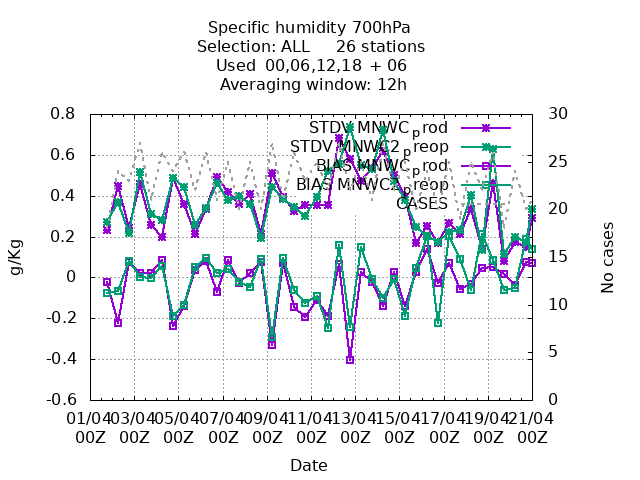 Specific humidity 700hPa
Selection: ALL 26 stations
Used 00,06,12,18 + 06
Averaging window: 12h
0.8
0.6
0.4
0.2
0
-0.2
-0.4
-0.6
g/Kg
30
25
20
15
10
5
0
No cases
STDV MNWC_prod
STDV MNWC2_preop
BIAS MNWC_prod
BIAS MNWC2_preop
CASES
01/04 03/04 05/04 07/04 09/04 11/04 13/04 15/04 17/04 19/04 21/04
00Z 00Z 00Z 00Z 00Z 00Z 00Z 00Z 00Z 00Z 00Z
Date